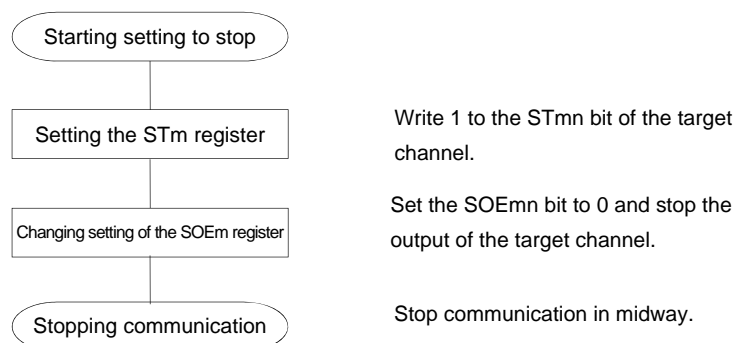 Starting setting to stop
Setting the STm register
Write 1 to the STmn bit of the target
channel.
Changing setting of the SOEm register
Set the SOEmn bit to 0 and stop the
output of the target channel.
Stopping communication
Stop communication in midway.